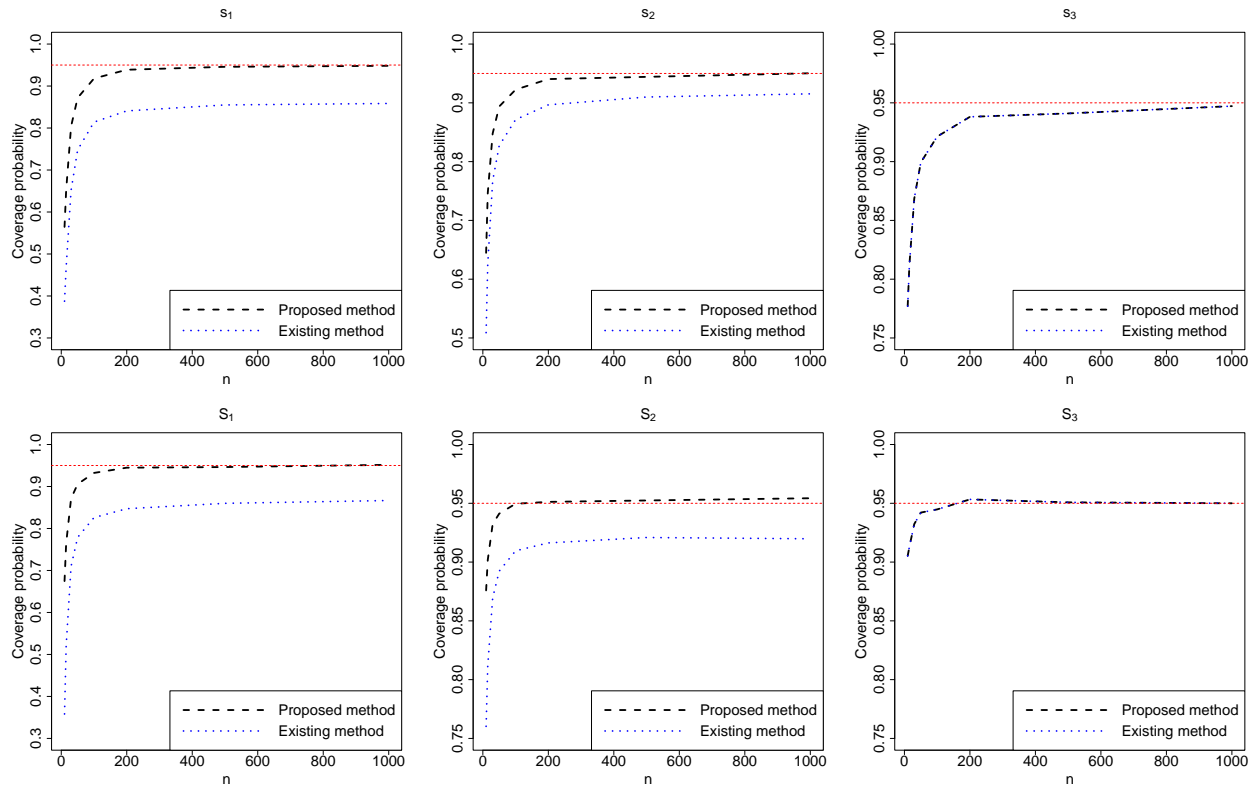 s₁
Coverage probability
1.0
0.9
0.8
0.7
0.6
0.5
0.4
0.3
Proposed method
Existing method
0 200 400 600 800 1000
n
s₂
Coverage probability
1.0
0.9
0.8
0.7
0.6
0.5
Proposed method
Existing method
0 200 400 600 800 1000
n
s₃
Coverage probability
1.00
0.95
0.90
0.85
0.80
0.75
Proposed method
Existing method
0 200 400 600 800 1000
n
S₁
Coverage probability
1.0
0.9
0.8
0.7
0.6
0.5
0.4
0.3
Proposed method
Existing method
0 200 400 600 800 1000
n
S₂
Coverage probability
1.00
0.95
0.90
0.85
0.80
0.75
Proposed method
Existing method
0 200 400 600 800 1000
n
S₃
Coverage probability
1.00
0.95
0.90
0.85
0.80
0.75
Proposed method
Existing method
0 200 400 600 800 1000
n